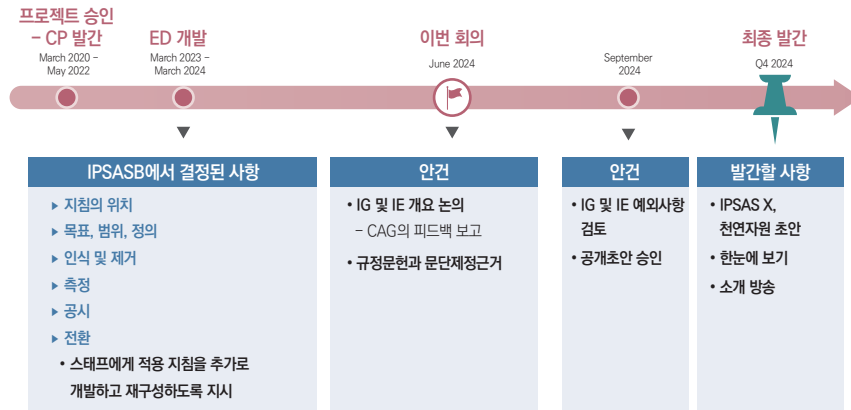 프로젝트 승인
– CP 발간
March 2020 –
May 2022
ED 개발
March 2023 –
March 2024
이번 회의
June 2024
September
2024
최종 발간
Q4 2024
IPSASB에서 결정된 사항
▶ 지침의 위치
▶ 목표, 범위, 정의
▶ 인식 및 제거
▶ 측정
▶ 공시
▶ 전환
• 스태프에게 적용 지침을 추가로
개발하고 재구성하도록 지시
안건
• IG 및 IE 개요 논의
– CAG의 피드백 보고
• 규정문헌과 문단제정근거
안건
• IG 및 IE 예외사항
검토
• 공개초안 승인
발간할 사항
• IPSAS X,
천연자원 초안
• 한눈에 보기
• 소개 방송